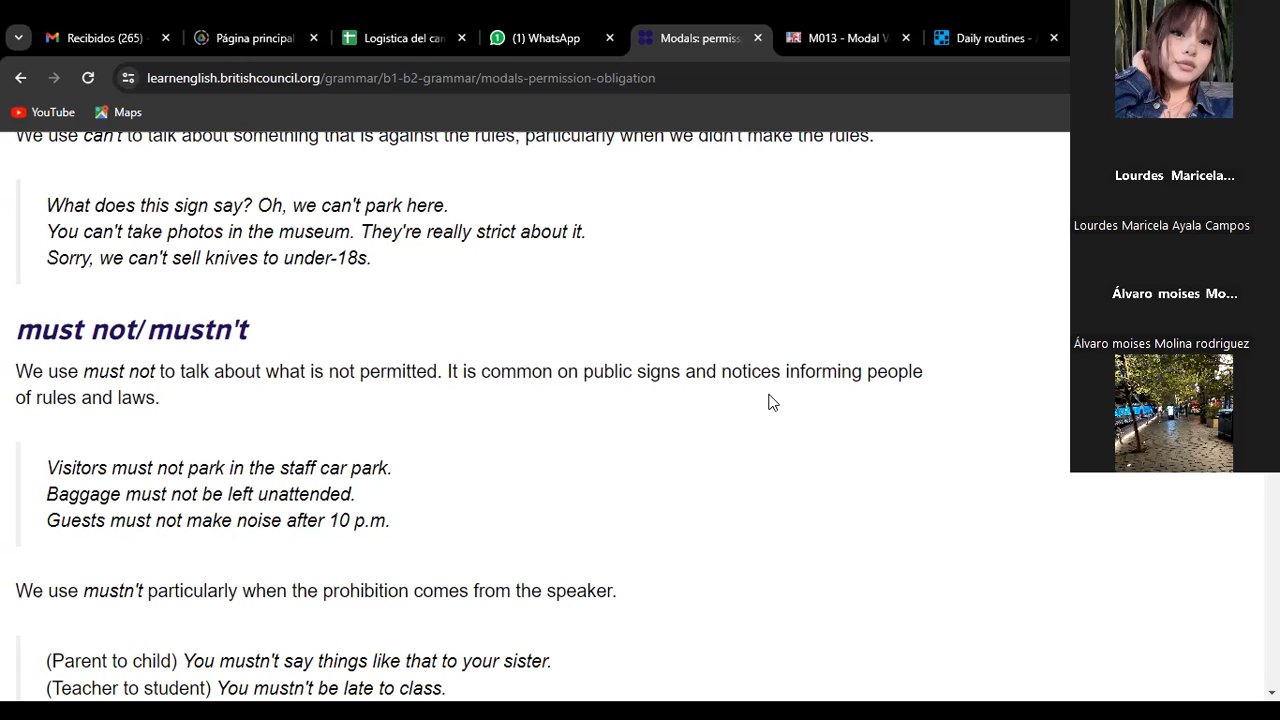 Recibidos (265)
Página principal
Logistica del can
(1) WhatsApp
Modals: permiss
M013 - Modal V
Daily routines - A
learnenglish.britishcouncil.org/grammar/b1-b2-grammar/modals-permission-obligation
YouTube
Maps
We use can't to talk about something that is against the rules, particularly when we didn't make the rules.
What does this sign say? Oh, we can't park here.
You can't take photos in the museum. They're really strict about it.
Sorry, we can't sell knives to under-18s.
must not/mustn't
We use must not to talk about what is not permitted. It is common on public signs and notices informing people
of rules and laws.
Visitors must not park in the staff car park.
Baggage must not be left unattended.
Guests must not make noise after 10 p.m.
We use mustn't particularly when the prohibition comes from the speaker.
(Parent to child) You mustn't say things like that to your sister.
(Teacher to student) You mustn't be late to class.
Lourdes Maricela...
Lourdes Maricela Ayala Campos
Álvaro moises Mo...
Álvaro moises Molina rodriguez